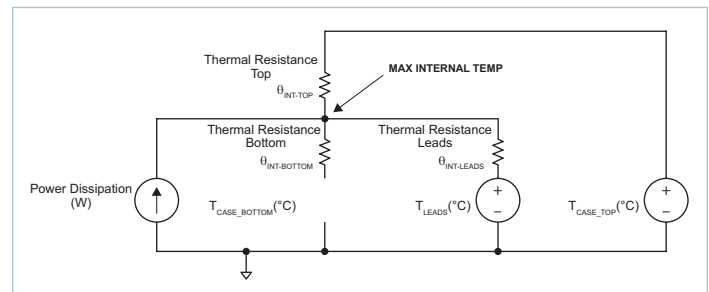 Thermal Resistance
Top
θINT-TOP
MAX INTERNAL TEMP
Thermal Resistance
Bottom
θINT-BOTTOM
Thermal Resistance
Leads
θINT-LEADS
Power Dissipation
(W)
TCASE_BOTTOM(°C)
+
–
TLEADS(°C)
+
–
TCASE_TOP(°C)